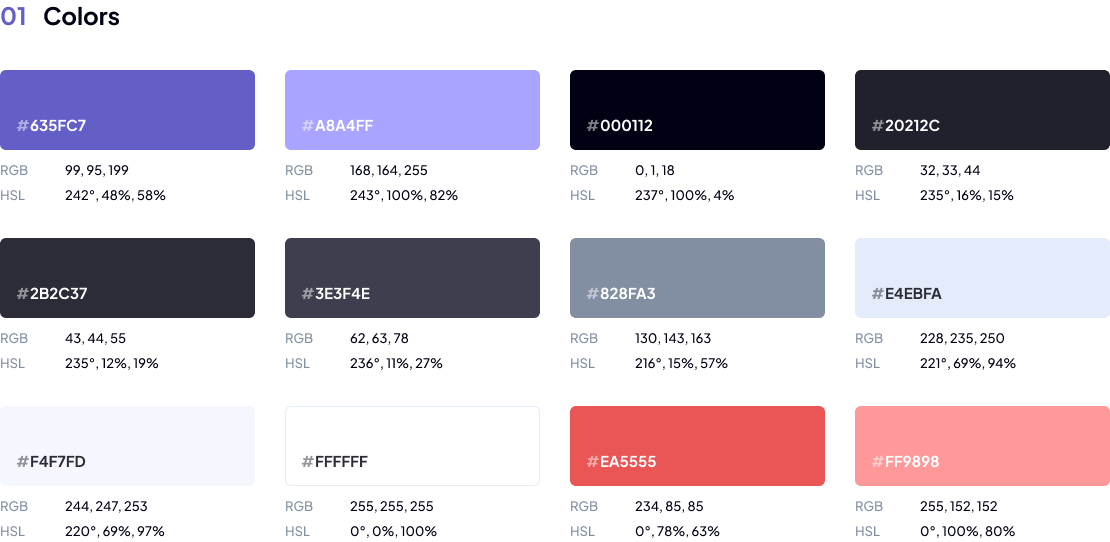 01 Colors
#635FC7
RGB 99, 95, 199
HSL 242°, 48%, 58%
#A8A4FF
RGB 168, 164, 255
HSL 243°, 100%, 82%
#000112
RGB 0, 1, 18
HSL 237°, 100%, 4%
#20212C
RGB 32, 33, 44
HSL 235°, 16%, 15%
#2B2C37
RGB 43, 44, 55
HSL 235°, 12%, 19%
#3E3F4E
RGB 62, 63, 78
HSL 236°, 11%, 27%
#828FA3
RGB 130, 143, 163
HSL 216°, 15%, 57%
#E4EBFA
RGB 228, 235, 250
HSL 221°, 69%, 94%
#F4F7FD
RGB 244, 247, 253
HSL 220°, 69%, 97%
#FFFFFF
RGB 255, 255, 255
HSL 0°, 0%, 100%
#EA5555
RGB 234, 85, 85
HSL 0°, 78%, 63%
#FF9898
RGB 255, 152, 152
HSL 0°, 100%, 80%